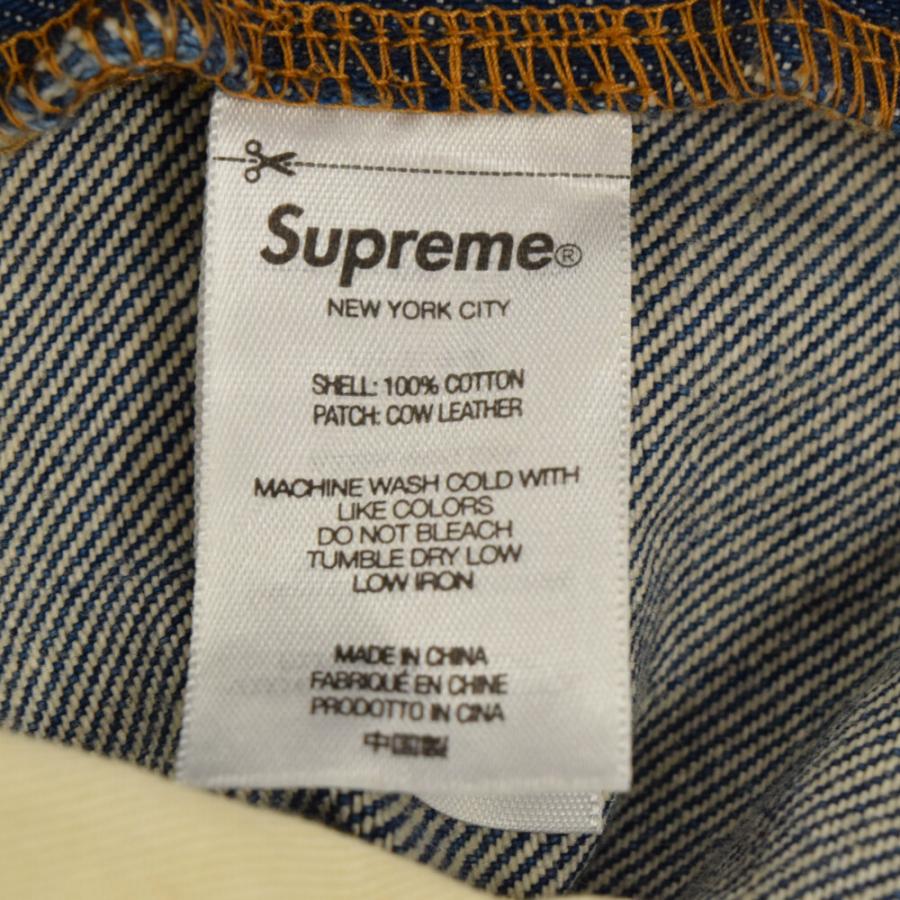 Supreme®
NEW YORK CITY
SHELL: 100% COTTON
PATCH: COW LEATHER
MACHINE WASH COLD WITH
LIKE COLORS
DO NOT BLEACH
TUMBLE DRY LOW
LOW IRON
MADE IN CHINA
FABRIQUÉ EN CHINE
PRODOTTO IN CINA
中国製